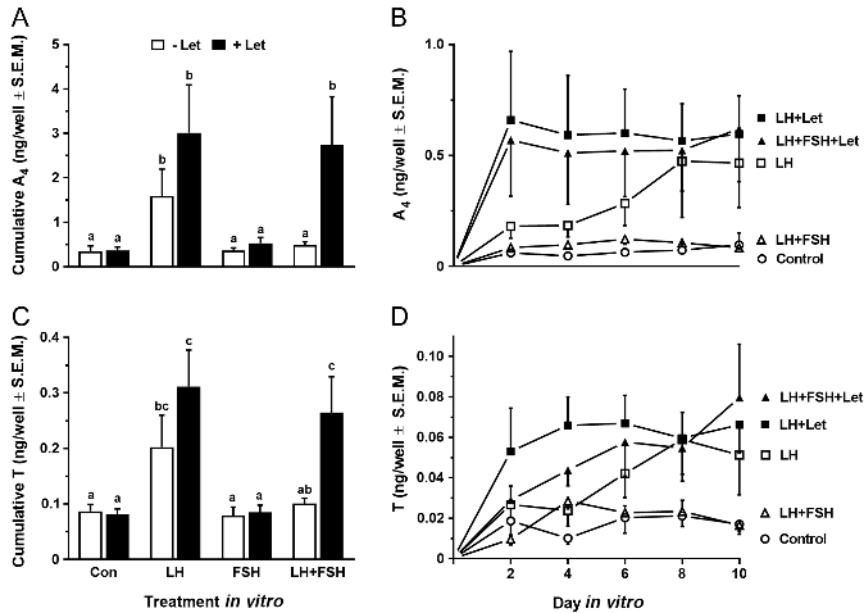 A
- Let
+ Let
Cumulative A4 (ng/well ± S.E.M.)
5
4
3
2
1
0
a
a
b
b
a
a
a
b
B
A4 (ng/well ± S.E.M.)
1.0
0.5
0
LH+Let
LH+FSH+Let
LH
LH+FSH
Control
C
Cumulative T (ng/well ± S.E.M.)
0.4
0.3
0.2
0.1
0
a
a
bc
c
a
a
ab
c
Con
LH
FSH
LH+FSH
Treatment in vitro
D
T (ng/well ± S.E.M.)
0.10
0.08
0.06
0.04
0.02
0
LH+FSH+Let
LH+Let
LH
LH+FSH
Control
2
4
6
8
10
Day in vitro